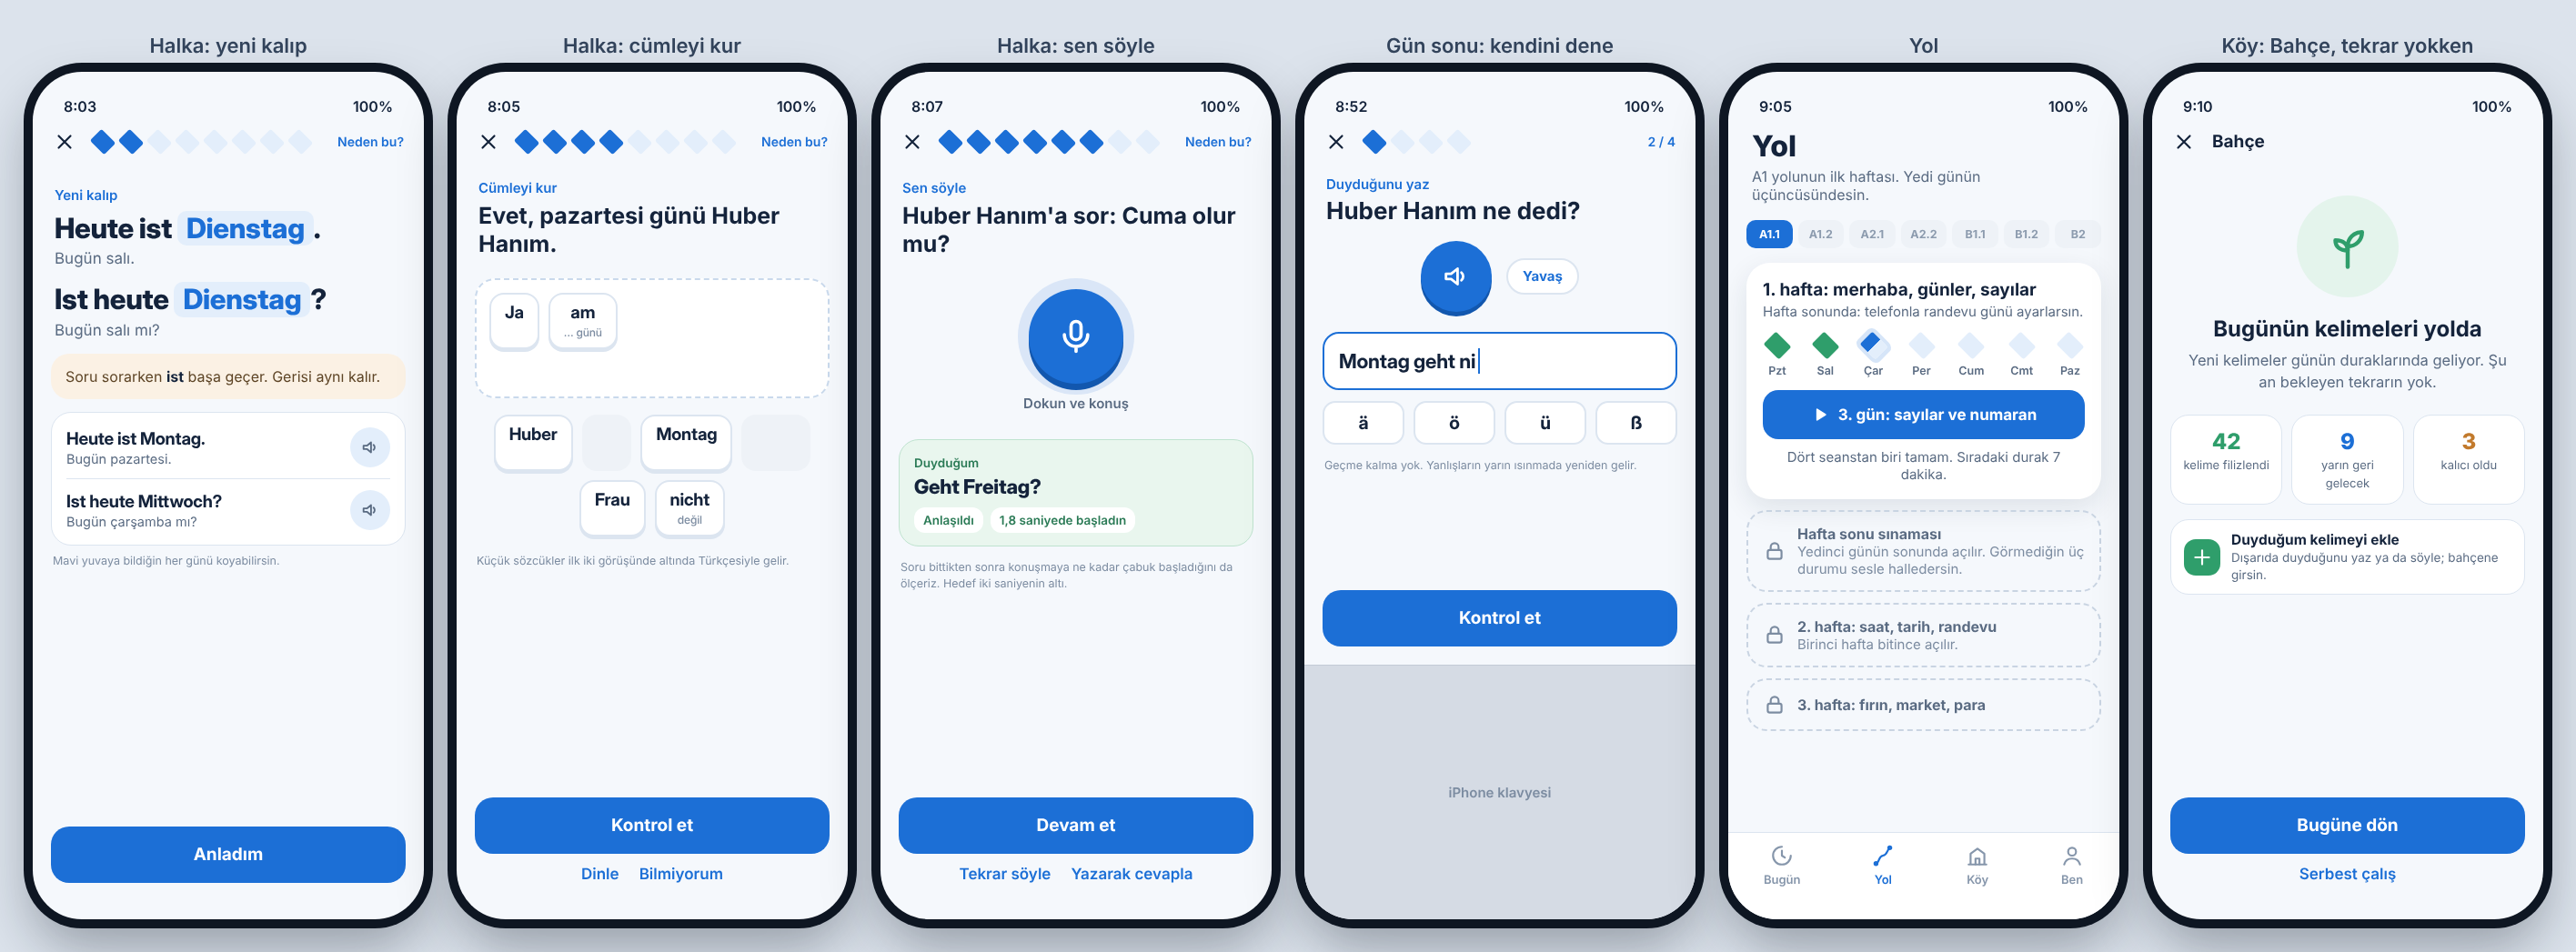 Halka: yeni kalıp
8:03 100%
Neden bu?
Yeni kalıp
Heute ist Dienstag.
Bugün salı.
Ist heute Dienstag?
Bugün salı mı?
Soru sorarken ist başa geçer. Gerisi aynı kalır.
Heute ist Montag.
Bugün pazartesi.
Ist heute Mittwoch?
Bugün çarşamba mı?
Mavi yuvaya bildiğin her günü koyabilirsin.
Anladım
Halka: cümleyi kur
8:05 100%
Neden bu?
Cümleyi kur
Evet, pazartesi günü Huber
Hanım.
Ja am
... günü
Huber Montag
Frau nicht
değil
Küçük sözcükler ilk iki görüşünde altında Türkçesiyle gelir.
Kontrol et
Dinle Bilmiyorum
Halka: sen söyle
8:07 100%
Neden bu?
Sen söyle
Huber Hanım'a sor: Cuma olur
mu?
Dokun ve konuş
Duyduğum
Geht Freitag?
Anlaşıldı 1,8 saniyede başladın
Soru bittikten sonra konuşmaya ne kadar çabuk başladığını da
ölçeriz. Hedef iki saniyenin altı.
Devam et
Tekrar söyle Yazarak cevapla
Gün sonu: kendini dene
8:52 100%
2 / 4
Duyduğunu yaz
Huber Hanım ne dedi?
Yavaş
Montag geht ni
ä ö ü ß
Geçme kalma yok. Yanlışların yarın ısınmada yeniden gelir.
Kontrol et
iPhone klavyesi
Yol
9:05 100%
Yol
A1 yolunun ilk haftası. Yedi günün
üçüncüsündesin.
A1.1 A1.2 A2.1 A2.2 B1.1 B1.2 B2
1. hafta: merhaba, günler, sayılar
Hafta sonunda: telefonla randevu günü ayarlarsın.
Pzt Sal Çar Per Cum Cmt Paz
3. gün: sayılar ve numaran
Dört seanstan biri tamam. Sıradaki durak 7
dakika.
Hafta sonu sınaması
Yedinci günün sonunda açılır. Görmediğin üç
durumu sesle halledersin.
2. hafta: saat, tarih, randevu
Birinci hafta bitince açılır.
3. hafta: fırın, market, para
Bugün Yol Köy Ben
Köy: Bahçe, tekrar yokken
9:10 100%
Bahçe
Bugünün kelimeleri yolda
Yeni kelimeler günün duraklarında geliyor. Şu
an bekleyen tekrarın yok.
42 9 3
kelime filizlendi yarın geri kalıcı oldu
gelecek
Duyduğum kelimeyi ekle
Dışarıda duyduğunu yaz ya da söyle; bahçene
girsin.
Bugüne dön
Serbest çalış